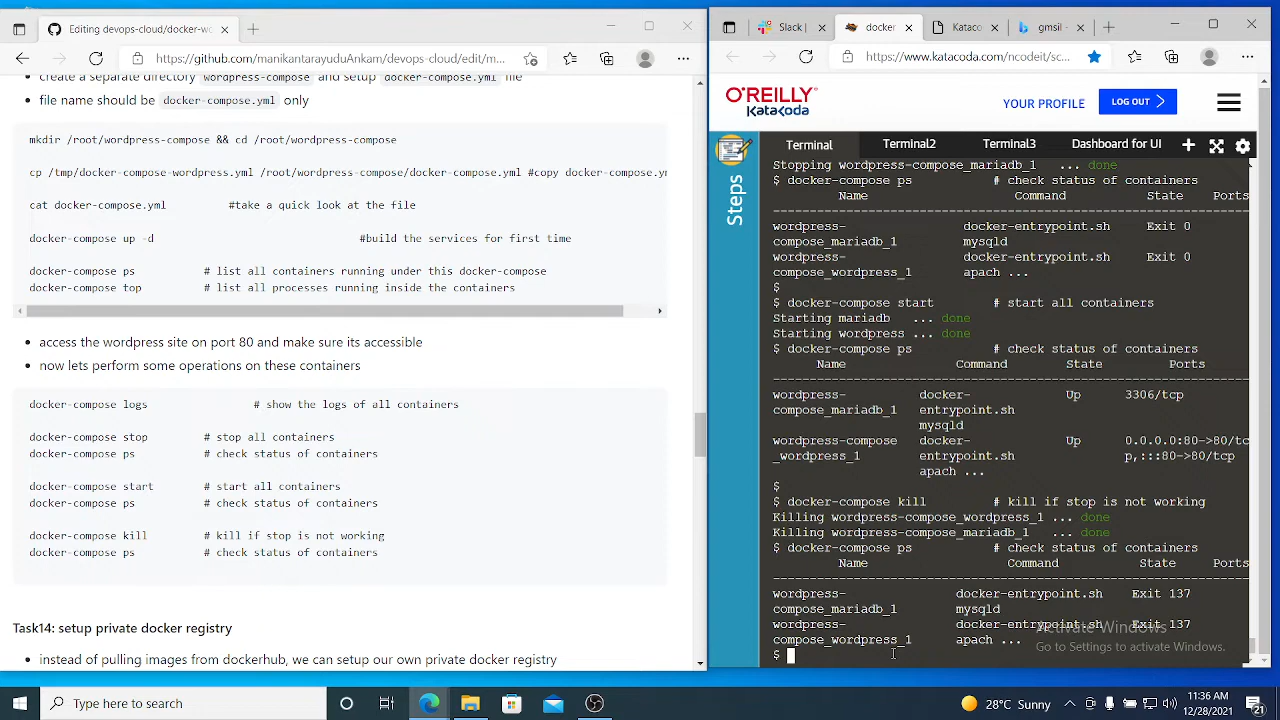 Editing devops-cloud/docker-wo
https://github.com/manikantarayuduAnkam/devops-cloud/edit/m...
create a separate directory wordpress-compose and docker-compose.yml file
file name should be docker-compose.yml only
mkdir /root/wordpress-compose && cd /root/wordpress-compose
cp /tmp/docker-compose-wordpress.yml /root/wordpress-compose/docker-compose.yml #copy docker-compose.ym
docker-compose.yml #take a quick look at the file
docker-compose up -d #build the services for first time
docker-compose ps # list all containers running under this docker-compose
docker-compose top # list all processes running inside the containers
access the wordpress site on port 80 and make sure its accessible
now lets perform some operations on these containers
docker-compose logs # show the logs of all containers
docker-compose stop # stop all containers
docker-compose ps # check status of containers
docker-compose start # start all containers
docker-compose ps # check status of containers
docker-compose kill # kill if stop is not working
docker-compose ps # check status of containers
Task14: setup private docker registry
instead of pulling images from dockerhub, we can setup our own private docker registry
Slack |
docker
Kataco
gmsil -
https://www.katacoda.com/ncodeit/sc...
O'REILLY
Katacoda
YOUR PROFILE
LOG OUT
Steps
Terminal Terminal2 Terminal3 Dashboard for UI
Stopping wordpress-compose_mariadb_1 ... done
$ docker-compose ps # check status of containers
Name Command State Ports
------------------------------------------------------------------
wordpress- docker-entrypoint.sh Exit 0
compose_mariadb_1 mysqld
wordpress- docker-entrypoint.sh Exit 0
compose_wordpress_1 apach ...
$
$ docker-compose start # start all containers
Starting mariadb ... done
Starting wordpress ... done
$ docker-compose ps # check status of containers
Name Command State Ports
------------------------------------------------------------------
wordpress- docker- Up 3306/tcp
compose_mariadb_1 entrypoint.sh
mysqld
wordpress-compose docker- Up 0.0.0.0:80->80/tc
_wordpress_1 entrypoint.sh p,:::80->80/tcp
apach ...
$
$ docker-compose kill # kill if stop is not working
Killing wordpress-compose_wordpress_1 ... done
Killing wordpress-compose_mariadb_1 ... done
$ docker-compose ps # check status of containers
Name Command State Ports
------------------------------------------------------------------
wordpress- docker-entrypoint.sh Exit 137
compose_mariadb_1 mysqld
wordpress- docker-entrypoint.sh Exit 137
compose_wordpress_1 apach ...
$
Activate Windows
Go to Settings to activate Windows.
Type here to search
28°C Sunny
11:36 AM
12/28/2021
21